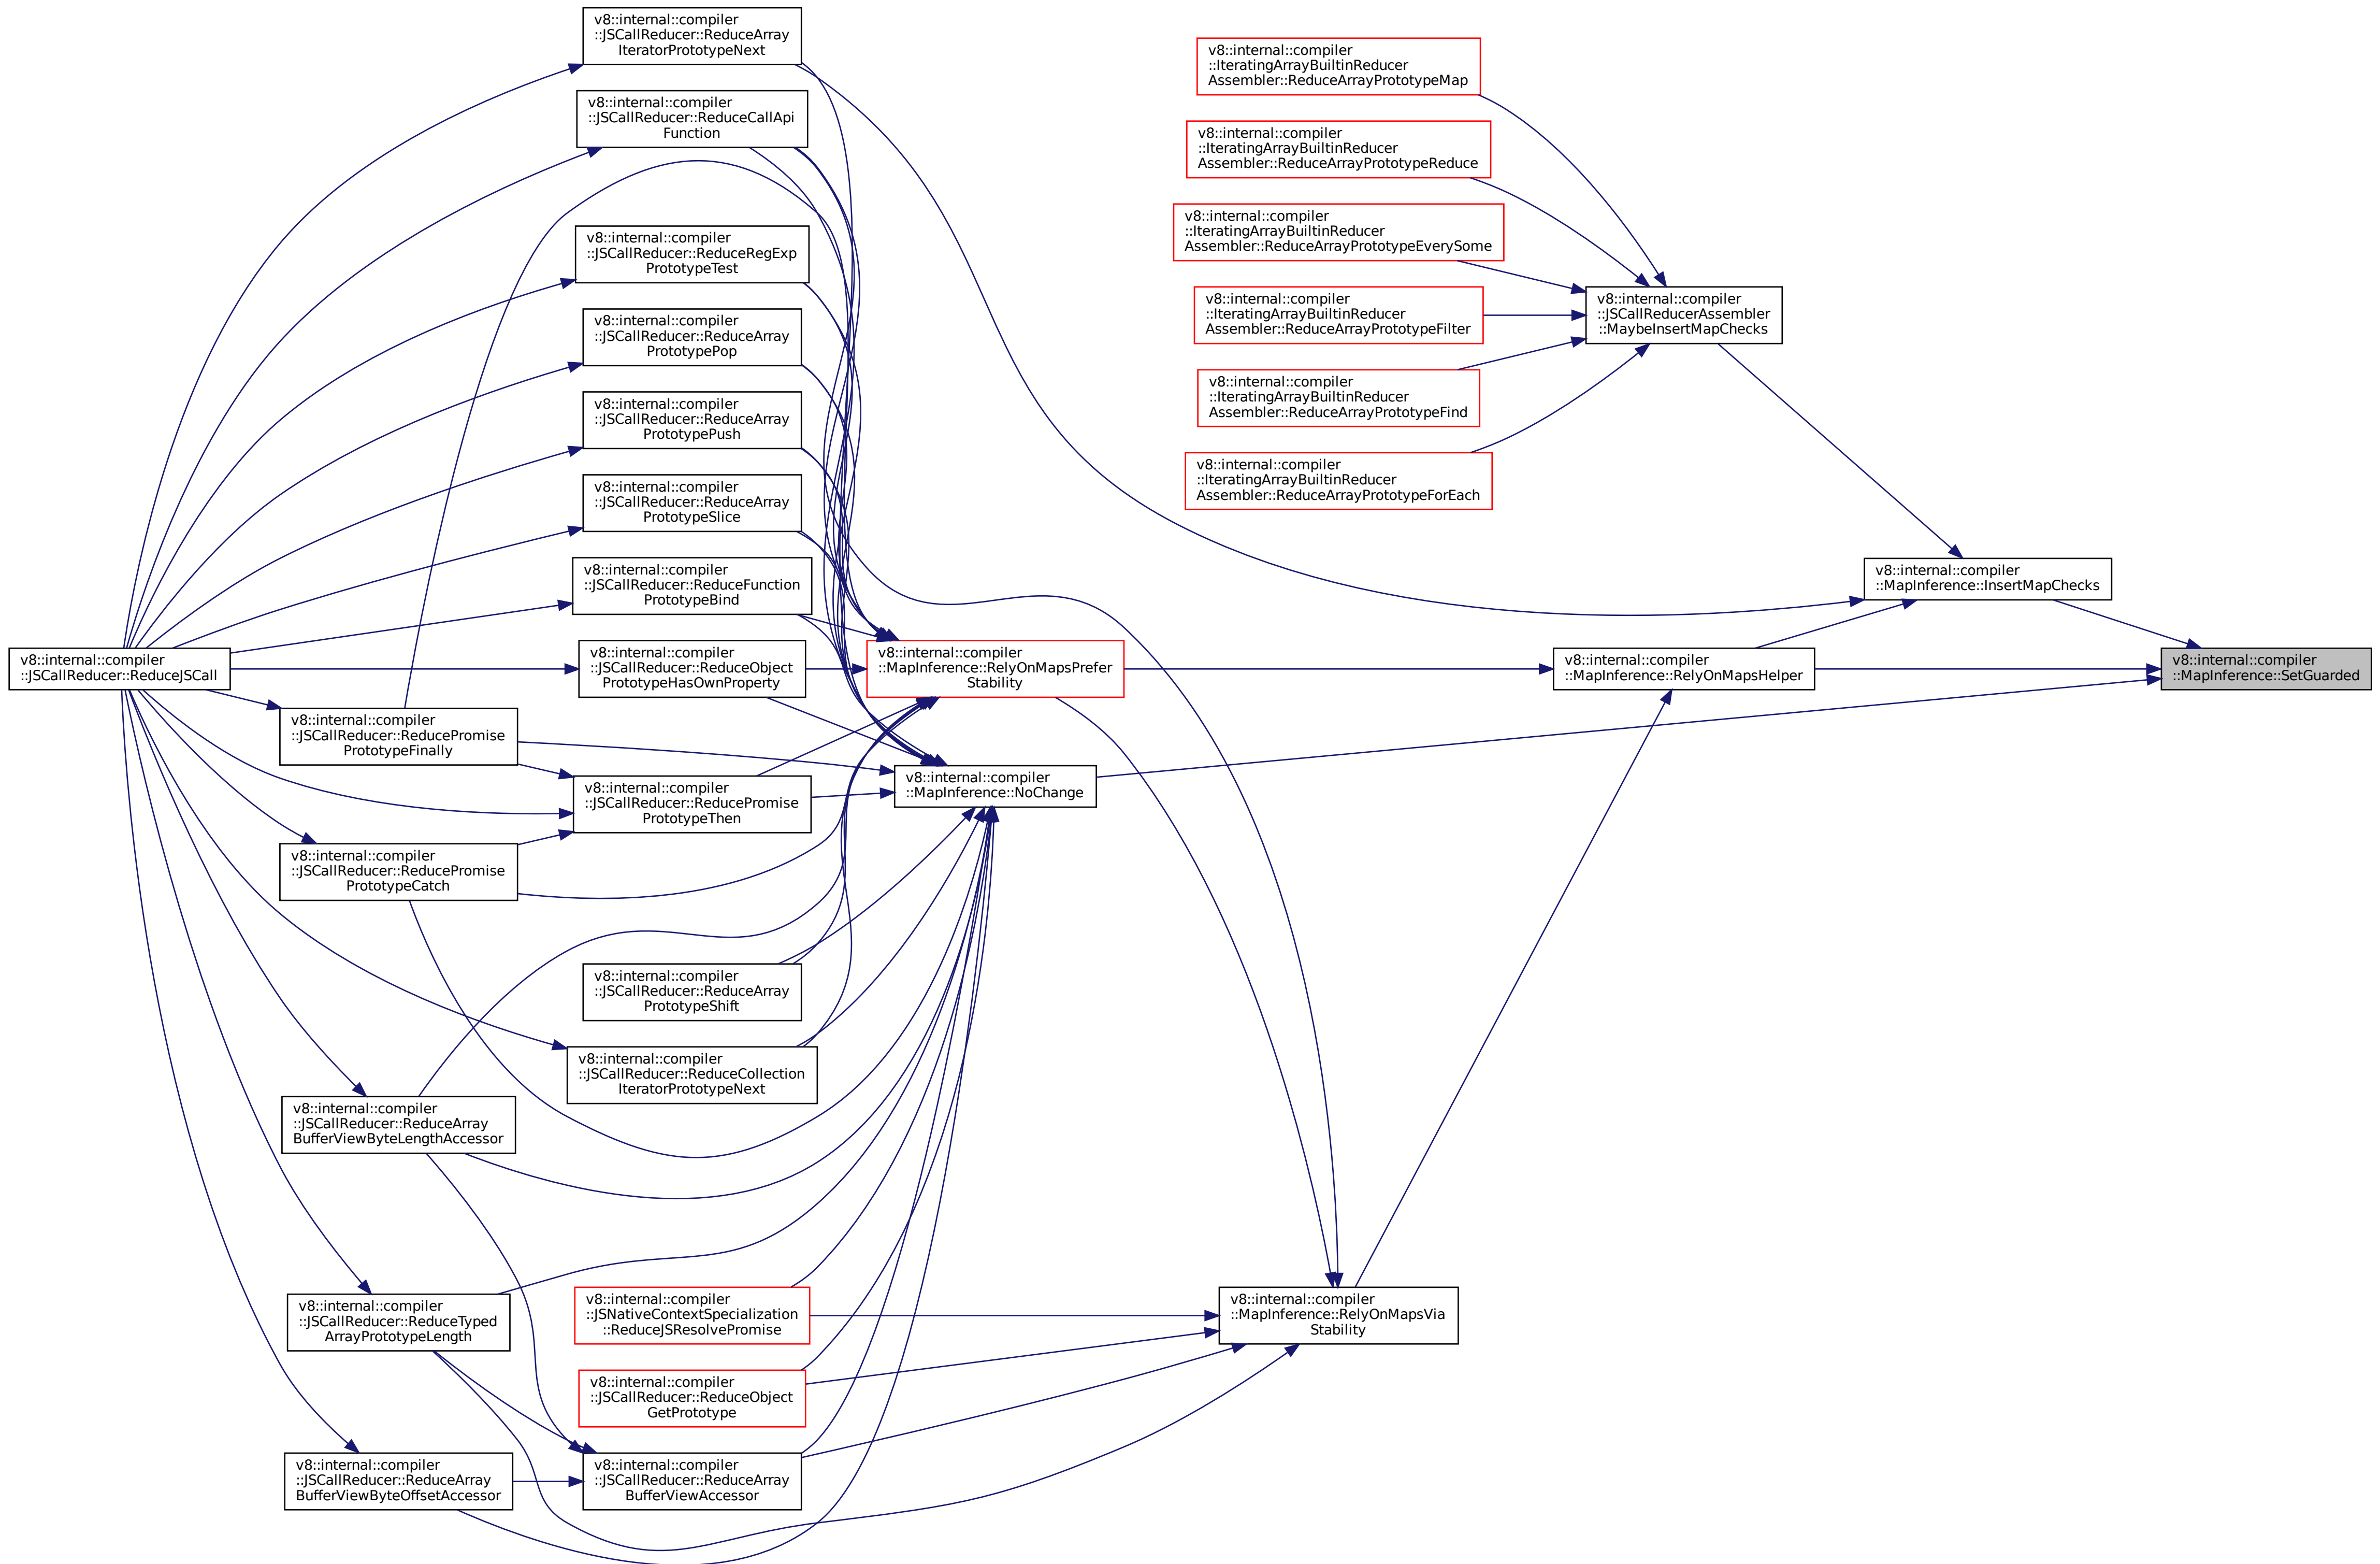 v8::internal::compiler
::JSCallReducer::ReduceArray
IteratorPrototypeNext
v8::internal::compiler
::JSCallReducer::ReduceCallApi
Function
v8::internal::compiler
::JSCallReducer::ReduceRegExp
PrototypeTest
v8::internal::compiler
::JSCallReducer::ReduceArray
PrototypePop
v8::internal::compiler
::JSCallReducer::ReduceArray
PrototypePush
v8::internal::compiler
::JSCallReducer::ReduceArray
PrototypeSlice
v8::internal::compiler
::JSCallReducer::ReduceFunction
PrototypeBind
v8::internal::compiler
::JSCallReducer::ReduceJSCall
v8::internal::compiler
::JSCallReducer::ReduceObject
PrototypeHasOwnProperty
v8::internal::compiler
::JSCallReducer::ReducePromise
PrototypeFinally
v8::internal::compiler
::JSCallReducer::ReducePromise
PrototypeThen
v8::internal::compiler
::JSCallReducer::ReducePromise
PrototypeCatch
v8::internal::compiler
::JSCallReducer::ReduceArray
PrototypeShift
v8::internal::compiler
::JSCallReducer::ReduceCollection
IteratorPrototypeNext
v8::internal::compiler
::JSCallReducer::ReduceArray
BufferViewByteLengthAccessor
v8::internal::compiler
::JSCallReducer::ReduceTyped
ArrayPrototypeLength
v8::internal::compiler
::JSNativeContextSpecialization
::ReduceJSResolvePromise
v8::internal::compiler
::JSCallReducer::ReduceObject
GetPrototype
v8::internal::compiler
::JSCallReducer::ReduceArray
BufferViewByteOffsetAccessor
v8::internal::compiler
::JSCallReducer::ReduceArray
BufferViewAccessor
v8::internal::compiler
::MapInference::RelyOnMapsPrefer
Stability
v8::internal::compiler
::MapInference::NoChange
v8::internal::compiler
::IteratingArrayBuiltinReducer
Assembler::ReduceArrayPrototypeMap
v8::internal::compiler
::IteratingArrayBuiltinReducer
Assembler::ReduceArrayPrototypeReduce
v8::internal::compiler
::IteratingArrayBuiltinReducer
Assembler::ReduceArrayPrototypeEverySome
v8::internal::compiler
::IteratingArrayBuiltinReducer
Assembler::ReduceArrayPrototypeFilter
v8::internal::compiler
::IteratingArrayBuiltinReducer
Assembler::ReduceArrayPrototypeFind
v8::internal::compiler
::IteratingArrayBuiltinReducer
Assembler::ReduceArrayPrototypeForEach
v8::internal::compiler
::MapInference::RelyOnMapsVia
Stability
v8::internal::compiler
::JSCallReducerAssembler
::MaybeInsertMapChecks
v8::internal::compiler
::MapInference::RelyOnMapsHelper
v8::internal::compiler
::MapInference::InsertMapChecks
v8::internal::compiler
::MapInference::SetGuarded